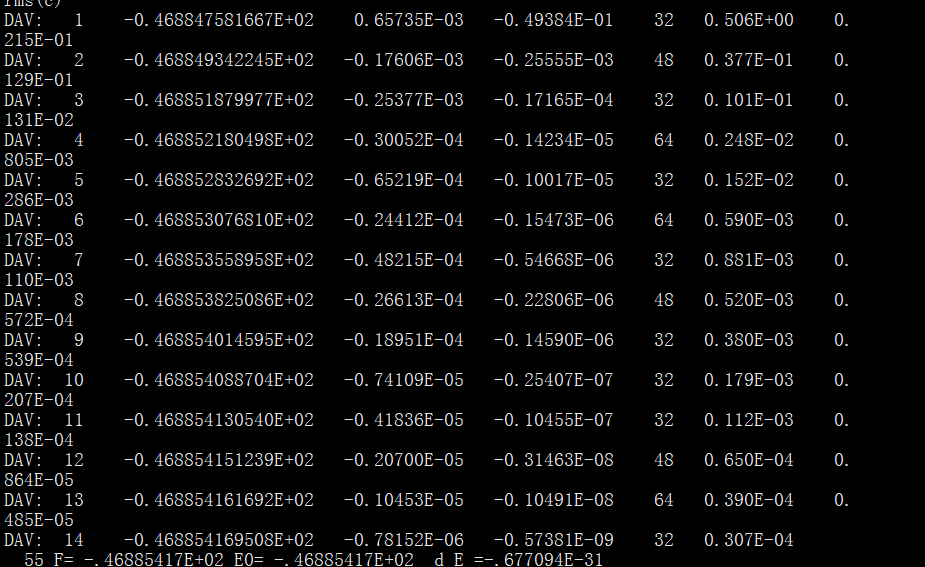 rms(c)
DAV:   1    -0.468847581667E+02    0.65735E-03   -0.49384E-01    32   0.506E+00    0.
215E-01
DAV:   2    -0.468849342245E+02   -0.17606E-03   -0.25555E-03    48   0.377E-01    0.
129E-01
DAV:   3    -0.468851879977E+02   -0.25377E-03   -0.17165E-04    32   0.101E-01    0.
131E-02
DAV:   4    -0.468852180498E+02   -0.30052E-04   -0.14234E-05    64   0.248E-02    0.
805E-03
DAV:   5    -0.468852832692E+02   -0.65219E-04   -0.10017E-05    32   0.152E-02    0.
286E-03
DAV:   6    -0.468853076810E+02   -0.24412E-04   -0.15473E-06    64   0.590E-03    0.
178E-03
DAV:   7    -0.468853558958E+02   -0.48215E-04   -0.54668E-06    32   0.881E-03    0.
110E-03
DAV:   8    -0.468853825086E+02   -0.26613E-04   -0.22806E-06    48   0.520E-03    0.
572E-04
DAV:   9    -0.468854014595E+02   -0.18951E-04   -0.14590E-06    32   0.380E-03    0.
539E-04
DAV:  10    -0.468854088704E+02   -0.74109E-05   -0.25407E-07    32   0.179E-03    0.
207E-04
DAV:  11    -0.468854130540E+02   -0.41836E-05   -0.10455E-07    32   0.112E-03    0.
138E-04
DAV:  12    -0.468854151239E+02   -0.20700E-05   -0.31463E-08    48   0.650E-04    0.
864E-05
DAV:  13    -0.468854161692E+02   -0.10453E-05   -0.10491E-08    64   0.390E-04    0.
485E-05
DAV:  14    -0.468854169508E+02   -0.78152E-06   -0.57381E-09    32   0.307E-04
  55 F= -.46885417E+02 E0= -.46885417E+02  d E =-.677094E-31